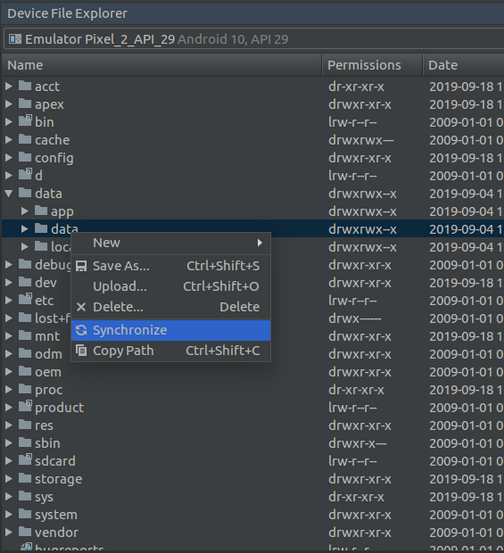 Device File Explorer
Emulator Pixel_2_API_29 Android 10, API 29
Name Permissions Date
acct dr-xr-xr-x 2019-09-18 1
apex drwxr-xr-x 2019-09-18 1
bin lrw-r--r-- 2009-01-01 0
cache drwxrwx--- 2009-01-01 0
config drwxr-xr-x 2019-09-18 1
d lrw-r--r-- 2009-01-01 0
data drwxrwx--x 2019-09-04 1
app drwxrwx--x 2019-09-04 1
data drwxrwx--x 2019-09-04 1
loca drwxrwx--x 2019-09-04 1
New
Save As... Ctrl+Shift+S
Upload... Ctrl+Shift+O
Delete... Delete
Synchronize
Copy Path Ctrl+Shift+C
debug drwxr-xr-x 2009-01-01 0
dev drwxr-xr-x 2019-09-18 1
etc lrw-r--r-- 2009-01-01 0
lost+f drwx------ 2009-01-01 0
mnt drwxr-xr-x 2019-09-18 1
odm drwxr-xr-x 2009-01-01 0
oem drwxr-xr-x 2009-01-01 0
proc dr-xr-xr-x 2019-09-18 1
product lrw-r--r-- 2009-01-01 0
res drwxr-xr-x 2009-01-01 0
sbin drwxr-x--- 2009-01-01 0
sdcard lrw-r--r-- 2009-01-01 0
storage drwxr-xr-x 2019-09-18 1
sys dr-xr-xr-x 2019-09-18 1
system drwxr-xr-x 2009-01-01 0
vendor drwxr-xr-x 2009-01-01 0
bugreports lrw-r--r-- 2009-01-01 0